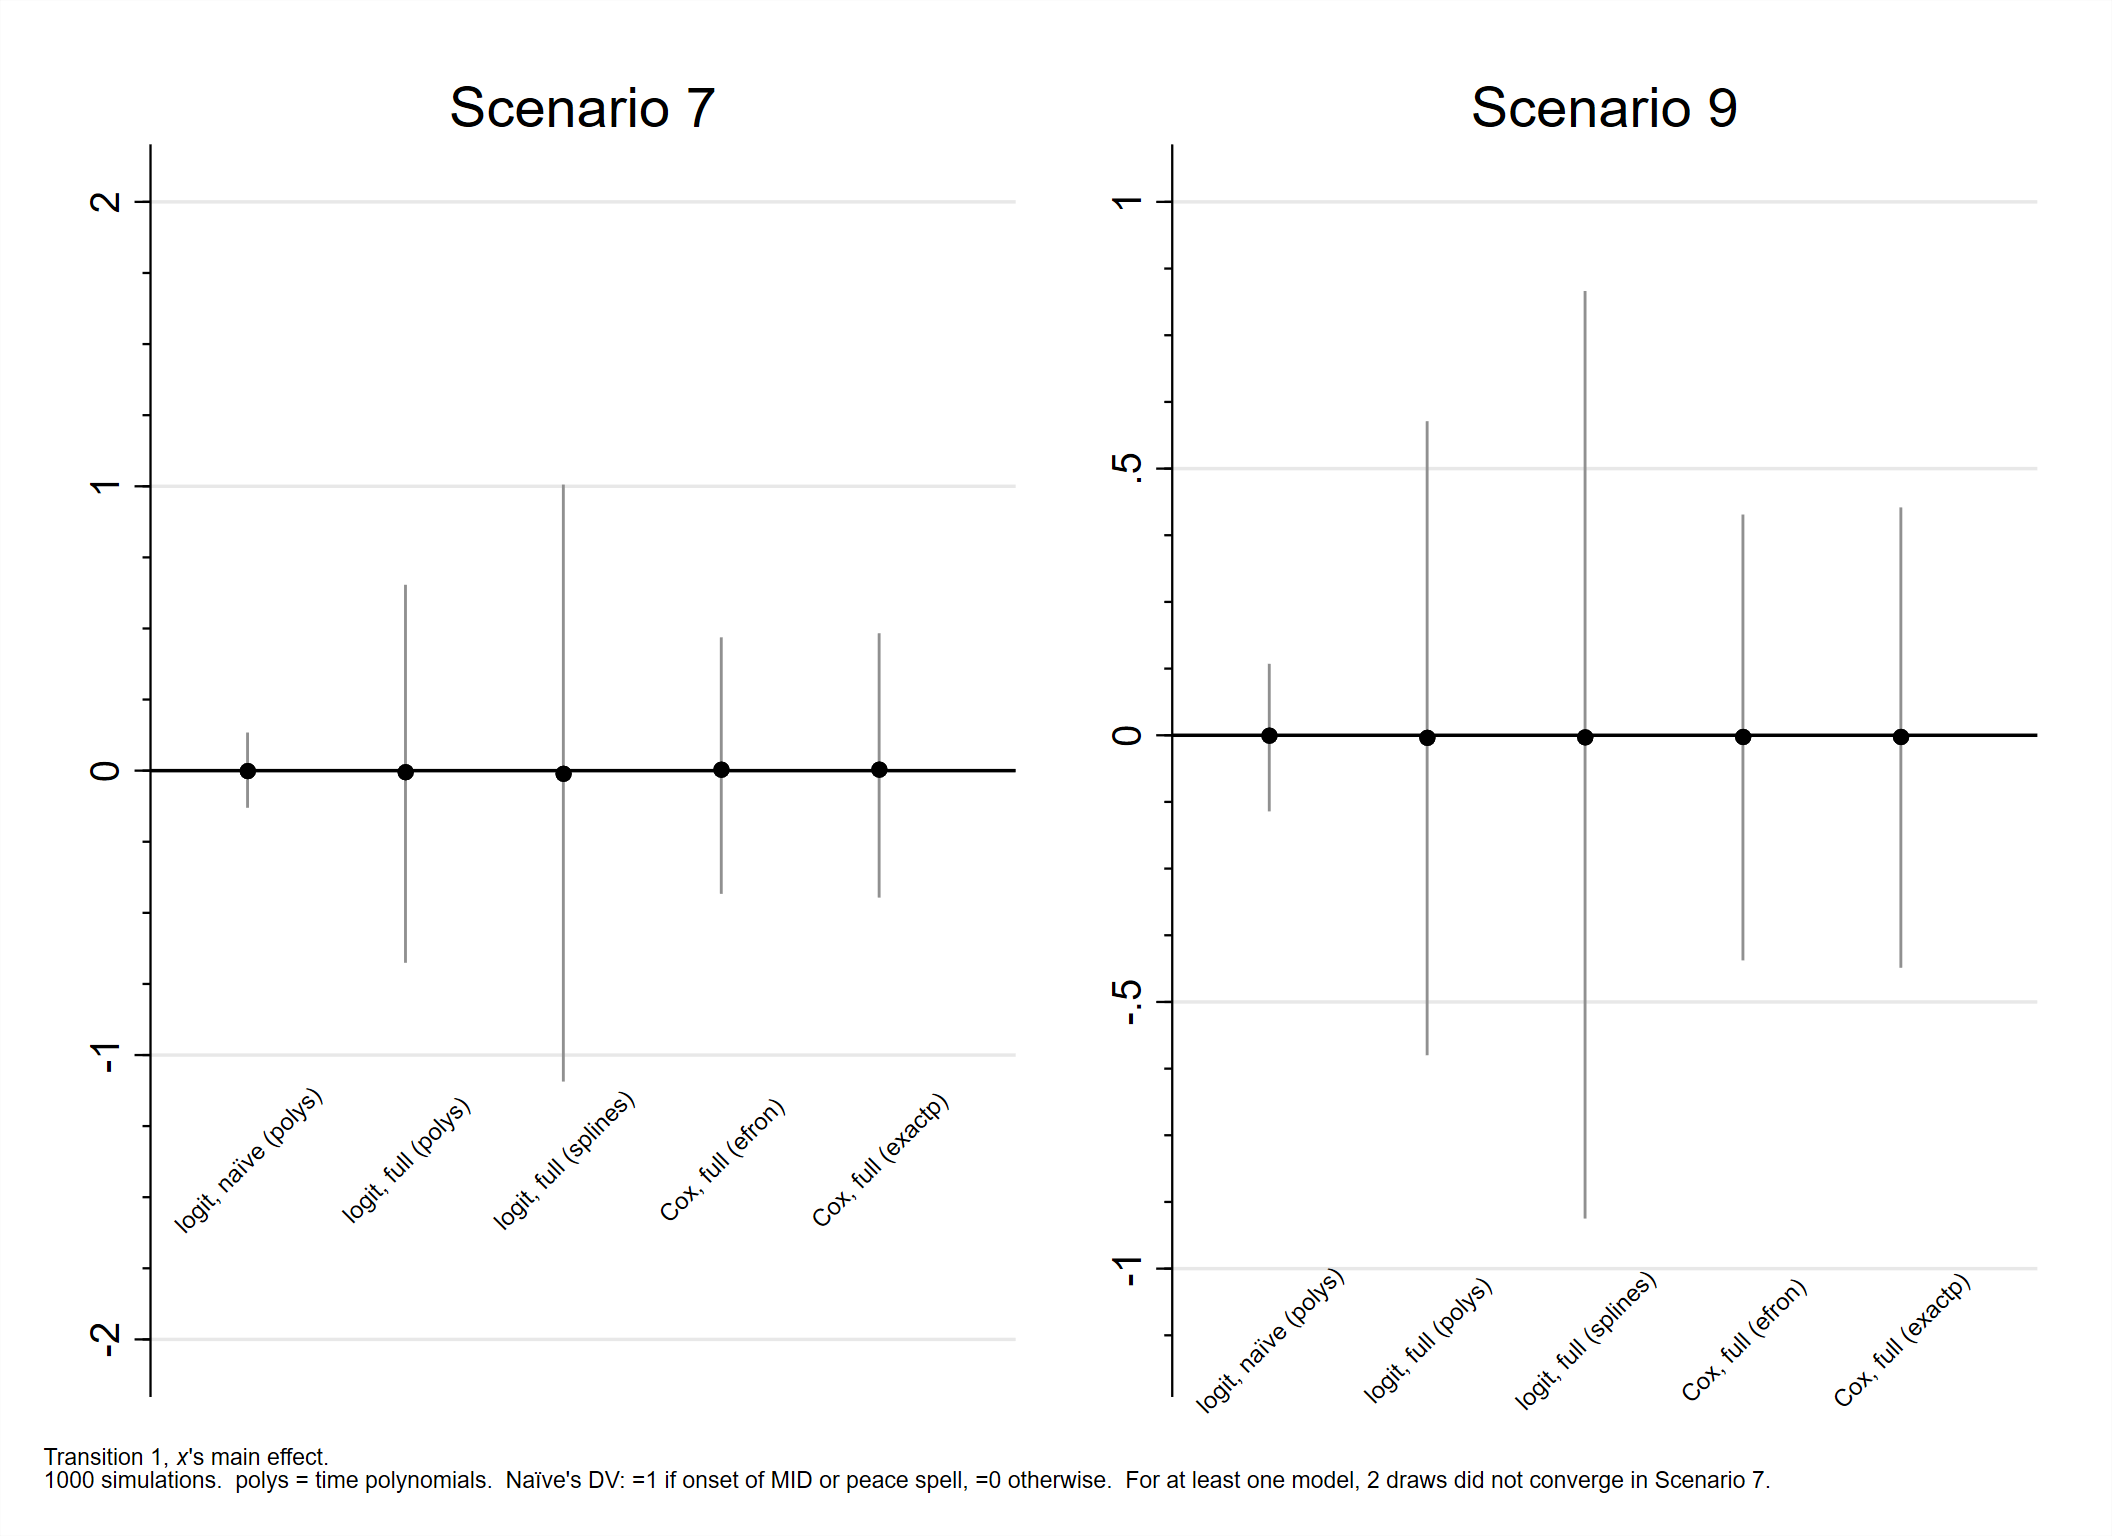 Scenario 7
2
1
0
-1
-2
logit, naïve (polys)
logit, full (polys)
logit, full (splines)
Cox, full (efron)
Cox, full (exactp)
Scenario 9
1
.5
0
-.5
-1
logit, naïve (polys)
logit, full (polys)
logit, full (splines)
Cox, full (efron)
Cox, full (exactp)
Transition 1, x's main effect.
1000 simulations.  polys = time polynomials.  Naïve's DV: =1 if onset of MID or peace spell, =0 otherwise.  For at least one model, 2 draws did not converge in Scenario 7.